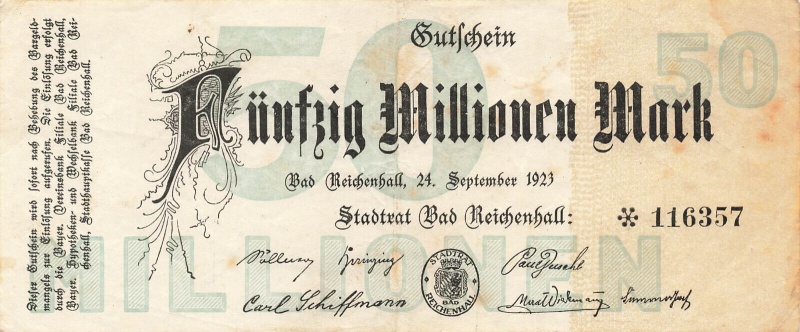 Gutschein
50
50
Fünfzig Millionen Mark
Bad Reichenhall, 24. September 1923
Stadtrat Bad Reichenhall: ※ 116357
MILLIONEN
STADTRAT
BAD
REICHENHALL
Carl Schiffmann
Dieser Gutschein wird sofort nach Behebung des Bargeld-
mangels zur Einlösung aufgerufen. Die Einlösung erfolgt
durch die Bayer. Vereinsbank Filiale Bad Reichenhall,
Bayer. Hypotheken- und Wechselbank Filiale Bad Rei-
chenhall, Stadthauptkasse Bad Reichenhall.